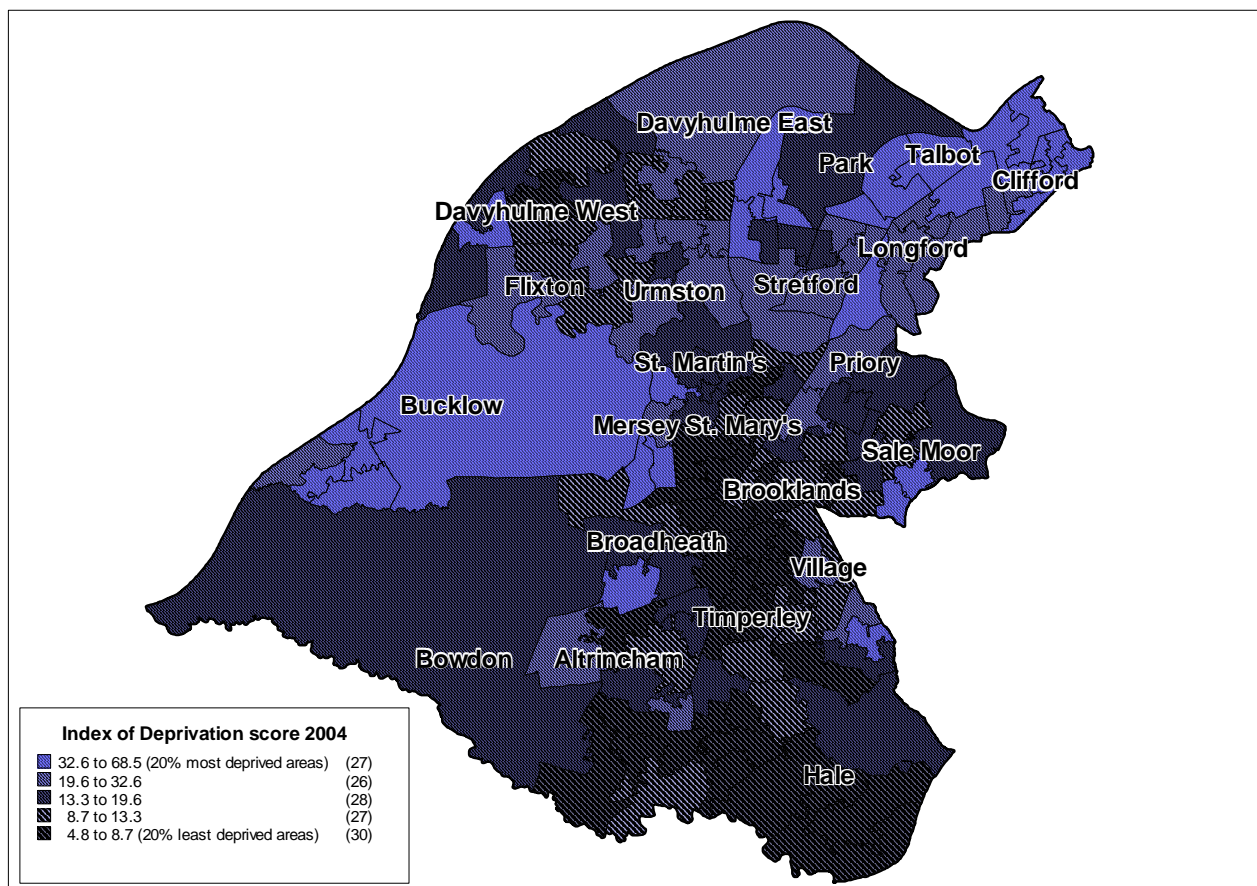 Davyhulme East
Park
Talbot
Clifford
Davyhulme West
Longford
Flixton
Urmston
Stretford
St. Martin's
Priory
Bucklow
Mersey St. Mary's
Sale Moor
Brooklands
Broadheath
Village
Timperley
Bowdon
Altrincham
Hale
Index of Deprivation score 2004
32.6 to 68.5 (20% most deprived areas) (27)
19.6 to 32.6 (26)
13.3 to 19.6 (28)
8.7 to 13.3 (27)
4.8 to 8.7 (20% least deprived areas) (30)